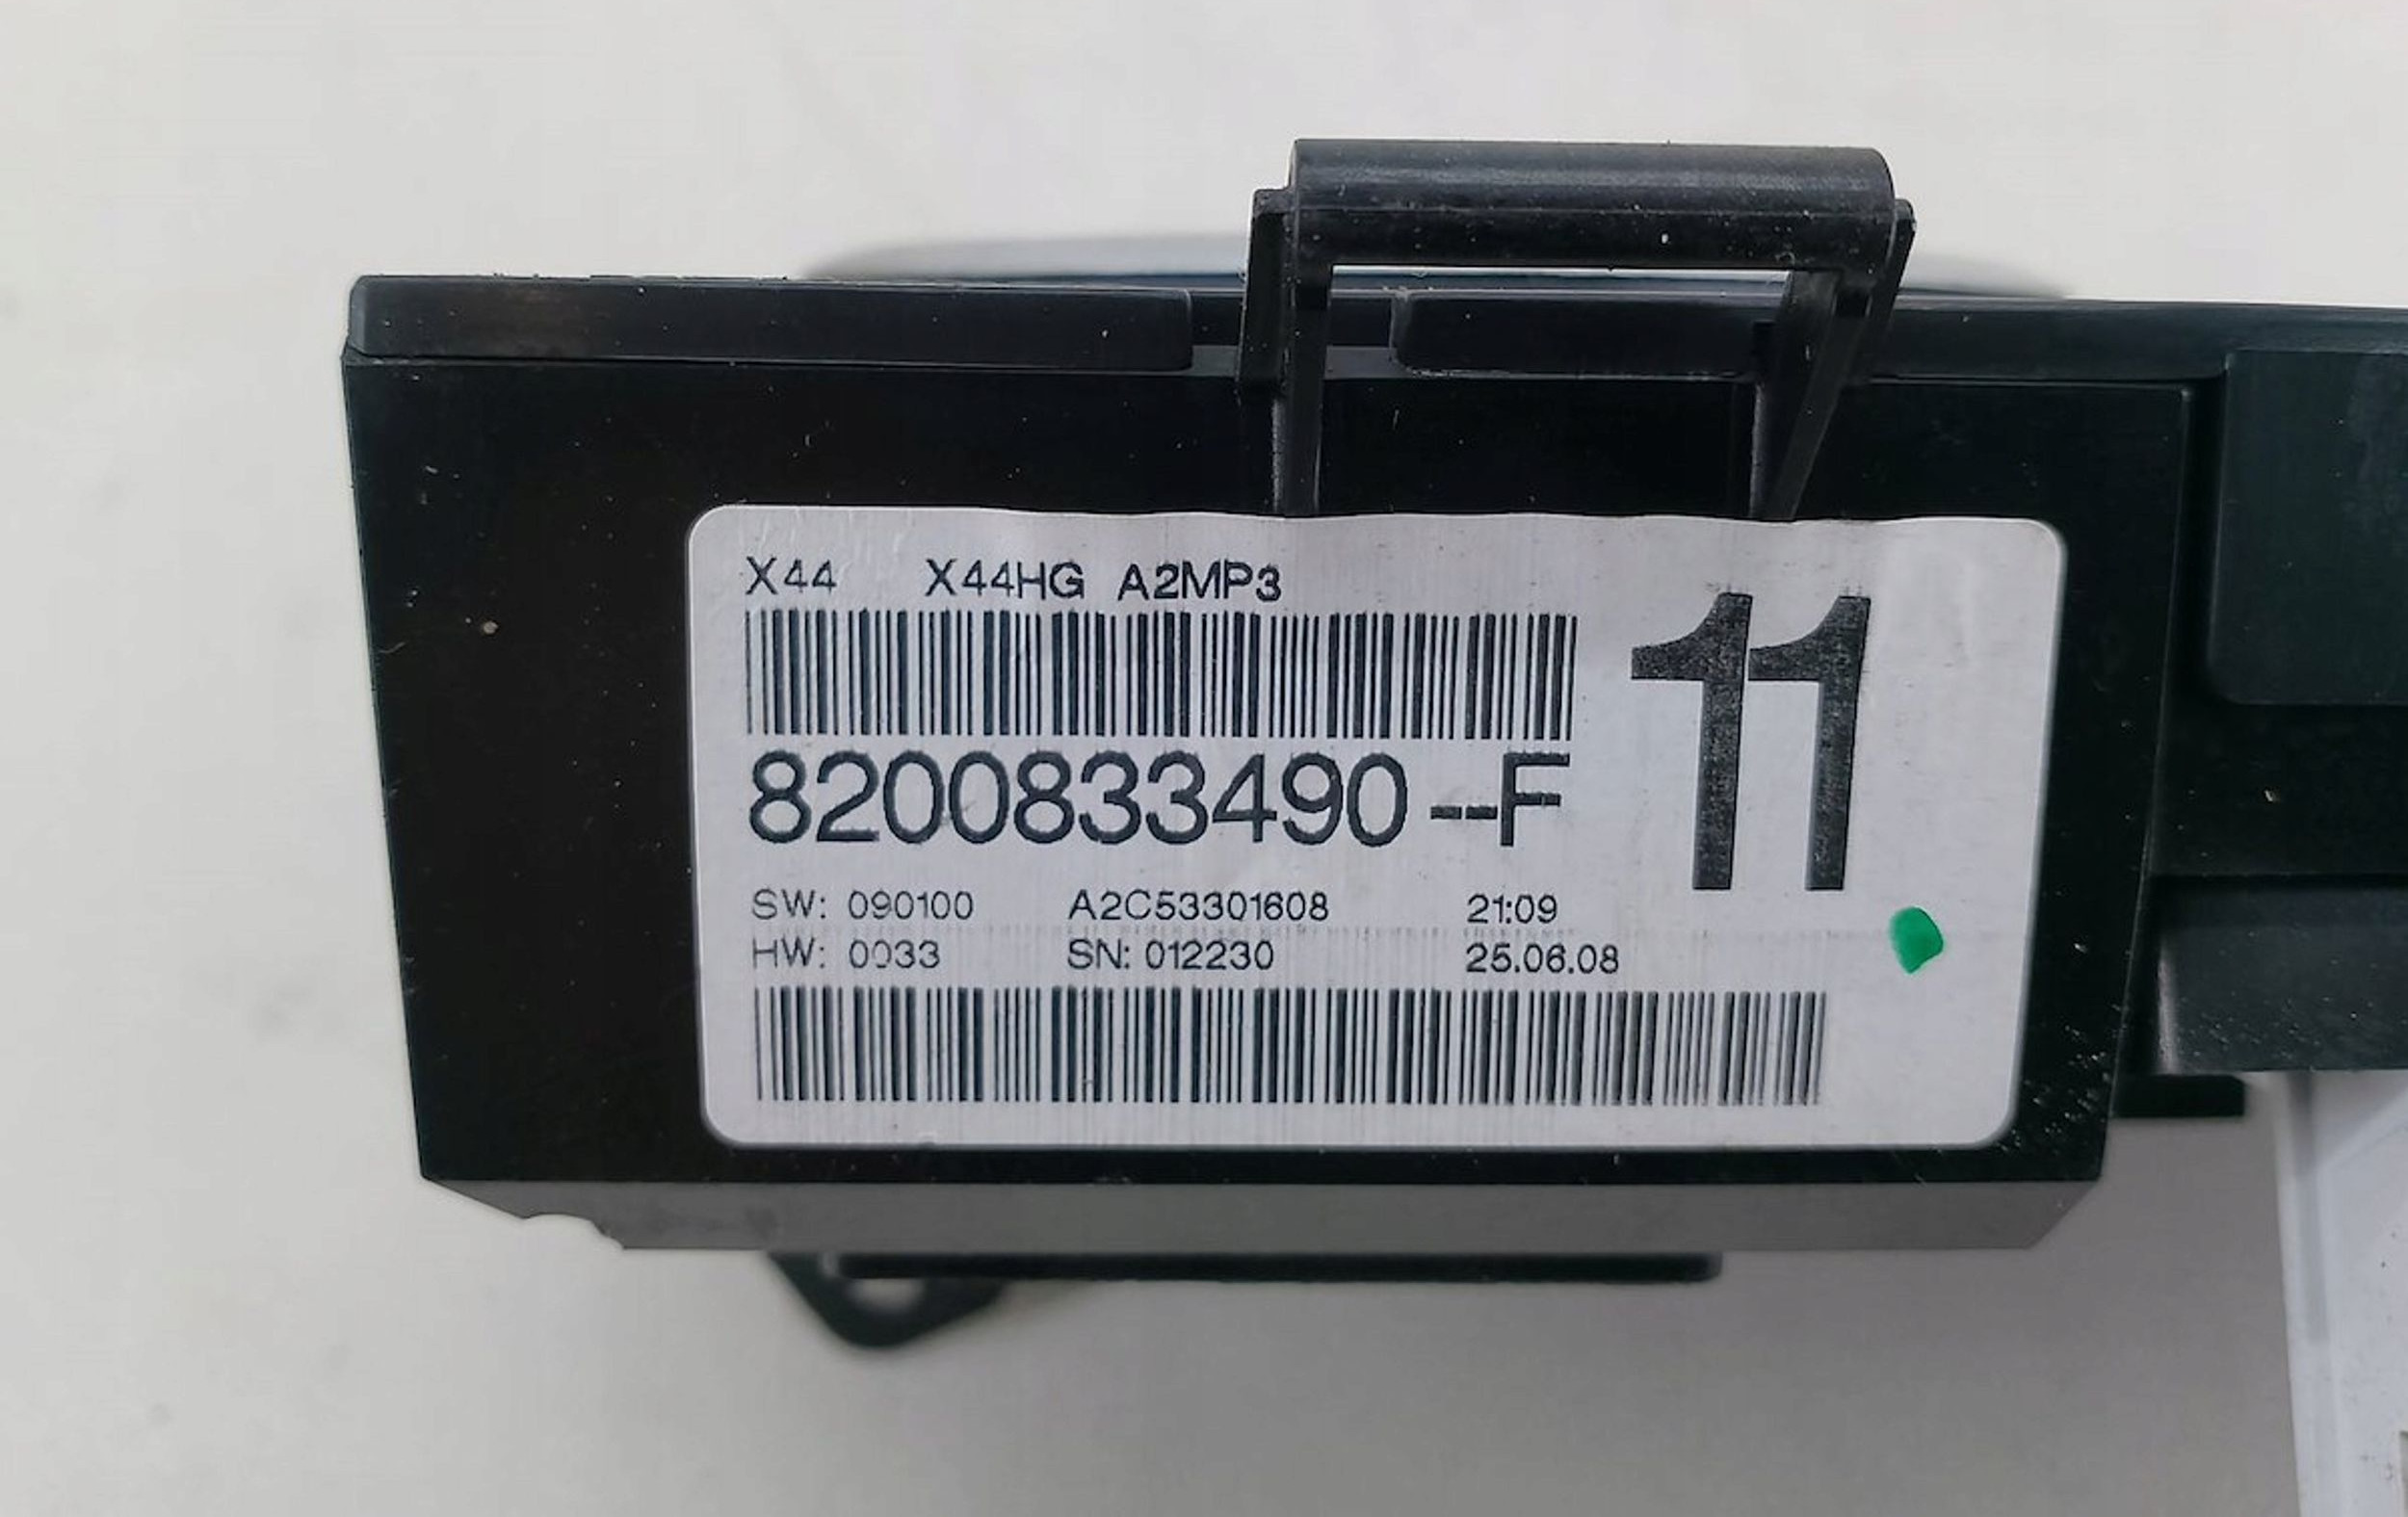 X44 X44HG A2MP3
11
8200833490--F
SW: 090100 A2C53301608 21:09
HW: 0033 SN: 012230 25.06.08